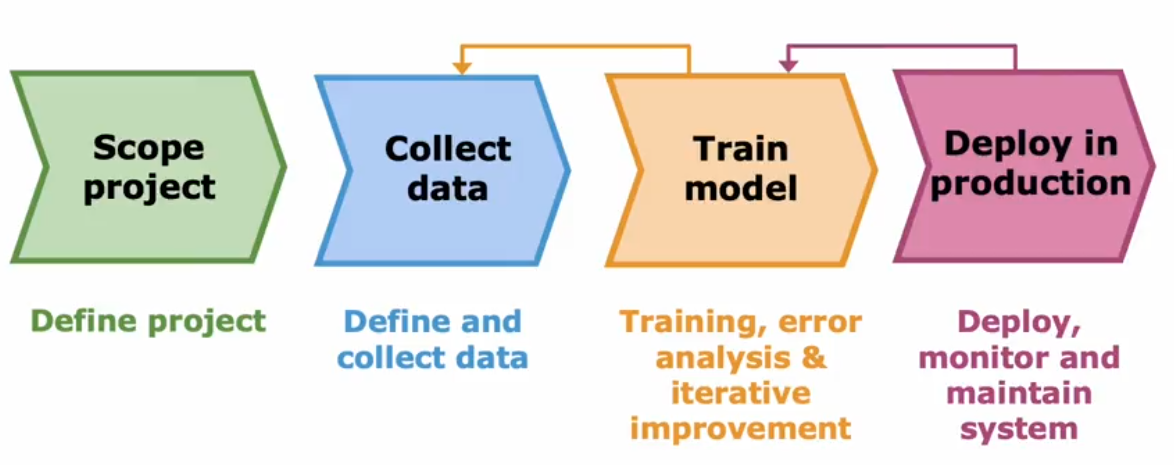 Scope
project
Collect
data
Train
model
Deploy in
production
Define project
Define and
collect data
Training, error
analysis &
iterative
improvement
Deploy,
monitor and
maintain
system